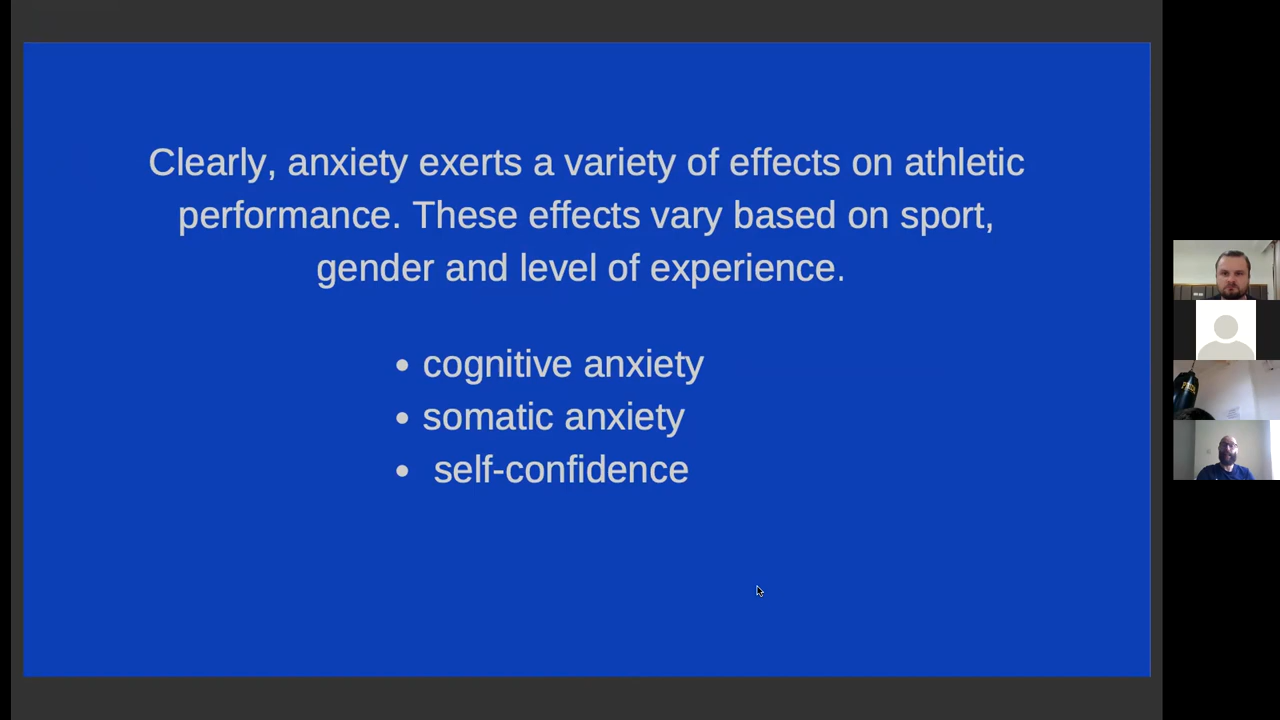 Clearly, anxiety exerts a variety of effects on athletic
performance. These effects vary based on sport,
gender and level of experience.
• cognitive anxiety
• somatic anxiety
• self-confidence